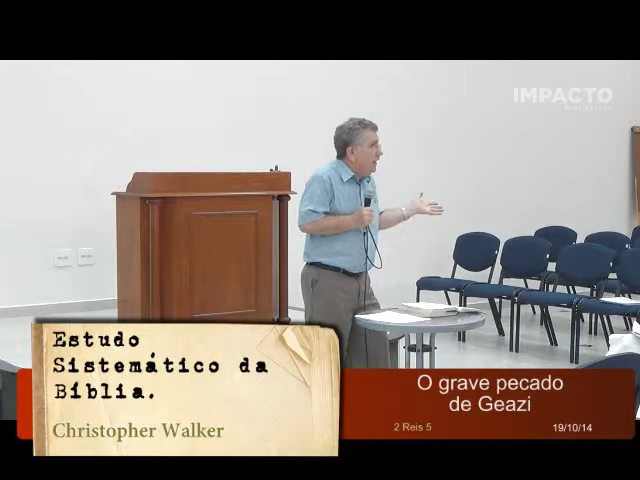 IMPACTO
Estudo
Sistemático da
Bíblia.
Christopher Walker
O grave pecado
de Geazi
2 Reis 5
19/10/14